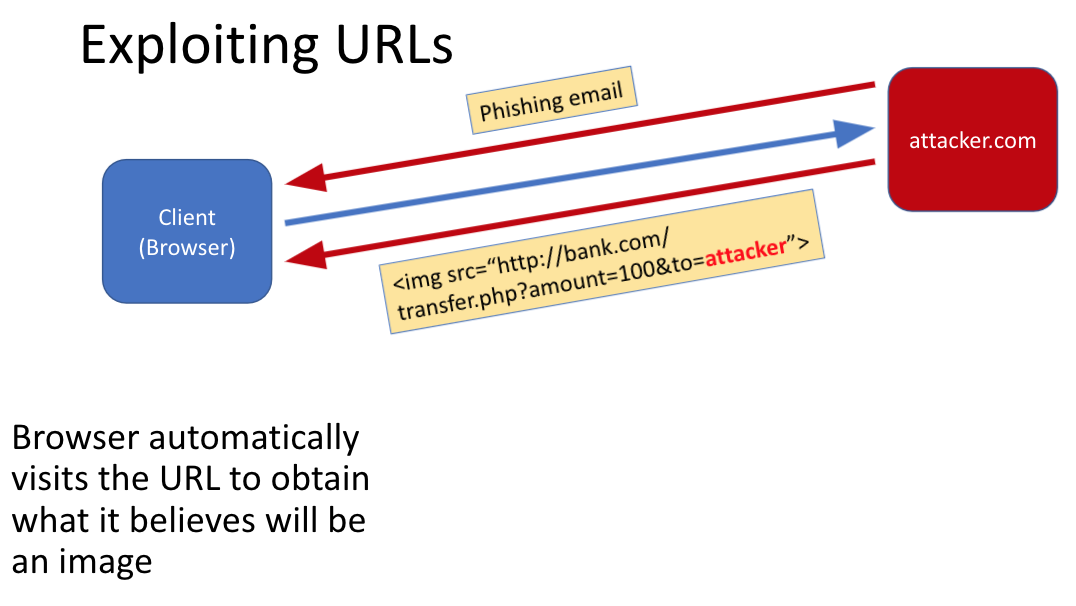 Exploiting URLs
Phishing email
attacker.com
Client
(Browser)
<img src=“http://bank.com/
transfer.php?amount=100&to=attacker”>
Browser automatically
visits the URL to obtain
what it believes will be
an image